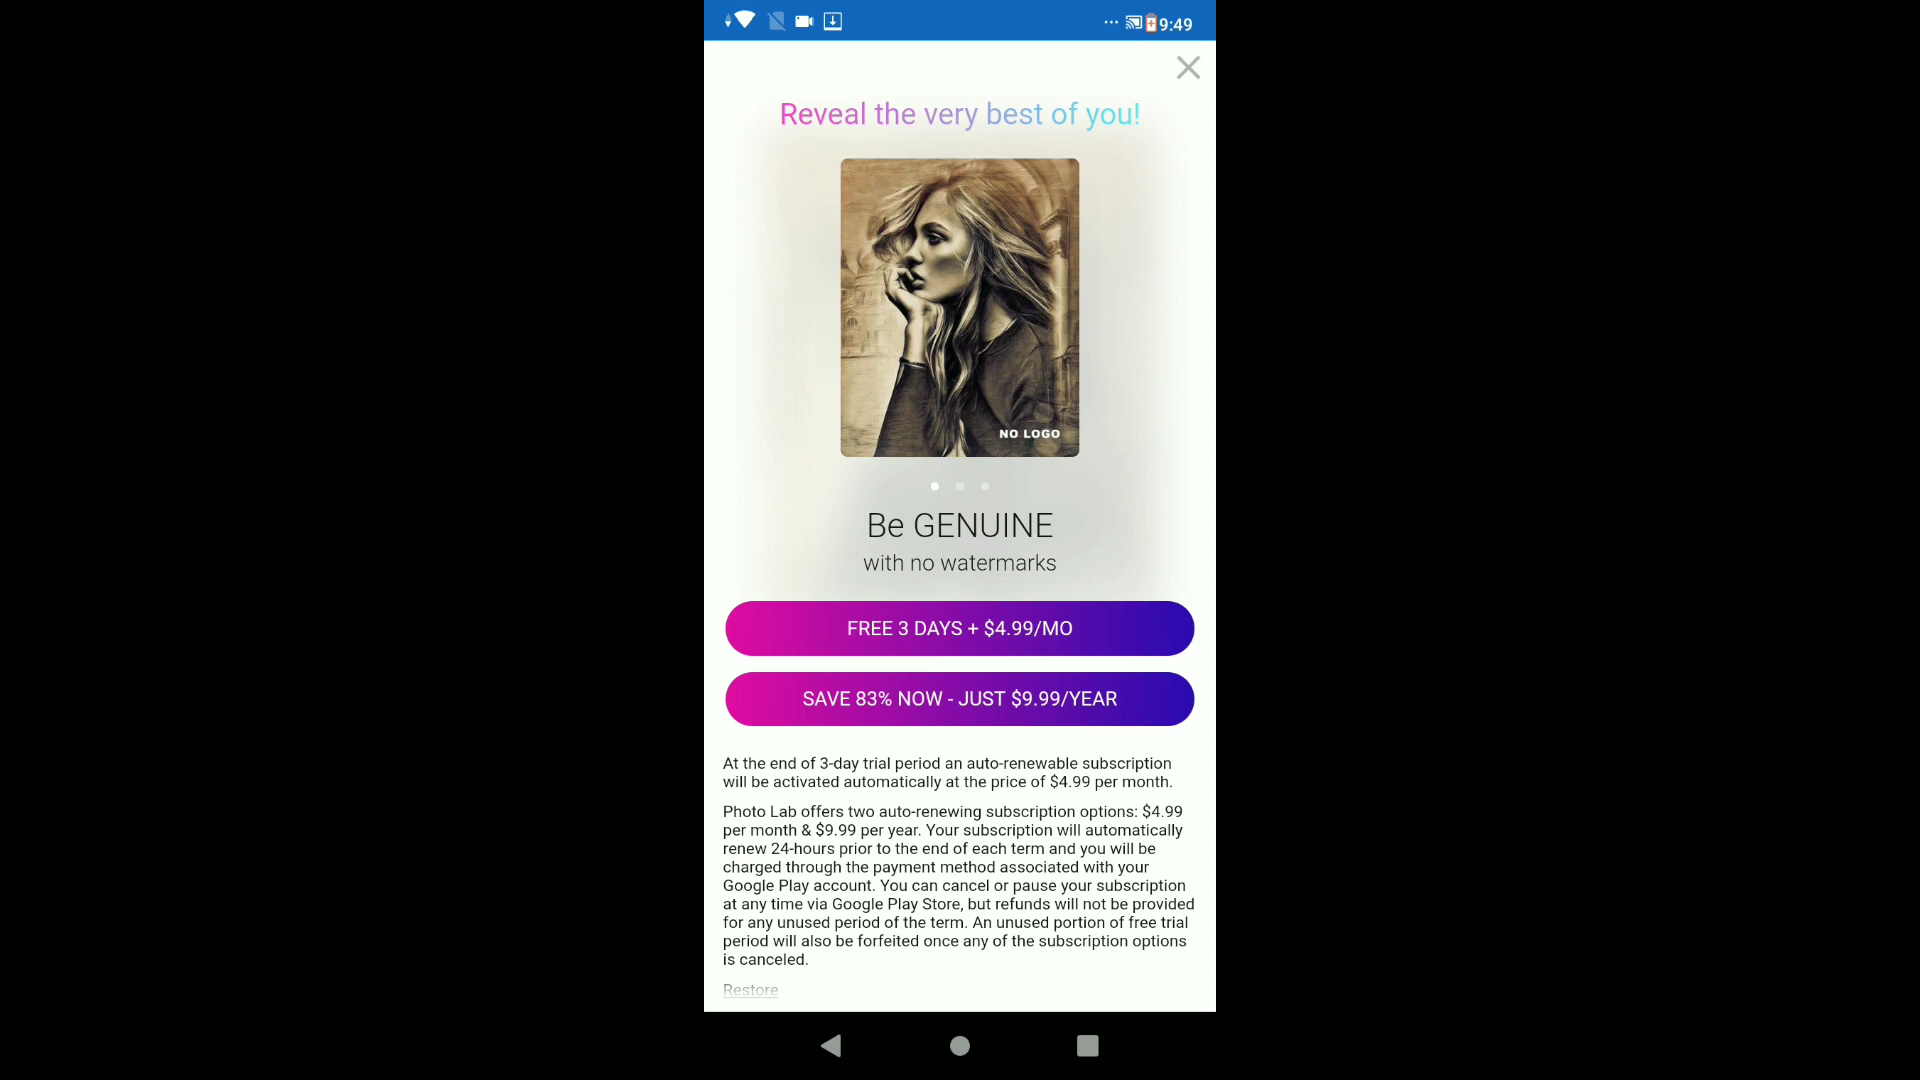 9:49
Reveal the very best of you!
NO LOGO
Be GENUINE
with no watermarks
FREE 3 DAYS + $4.99/MO
SAVE 83% NOW - JUST $9.99/YEAR
At the end of 3-day trial period an auto-renewable subscription
will be activated automatically at the price of $4.99 per month.
Photo Lab offers two auto-renewing subscription options: $4.99
per month & $9.99 per year. Your subscription will automatically
renew 24-hours prior to the end of each term and you will be
charged through the payment method associated with your
Google Play account. You can cancel or pause your subscription
at any time via Google Play Store, but refunds will not be provided
for any unused period of the term. An unused portion of free trial
period will also be forfeited once any of the subscription options
is canceled.
Restore